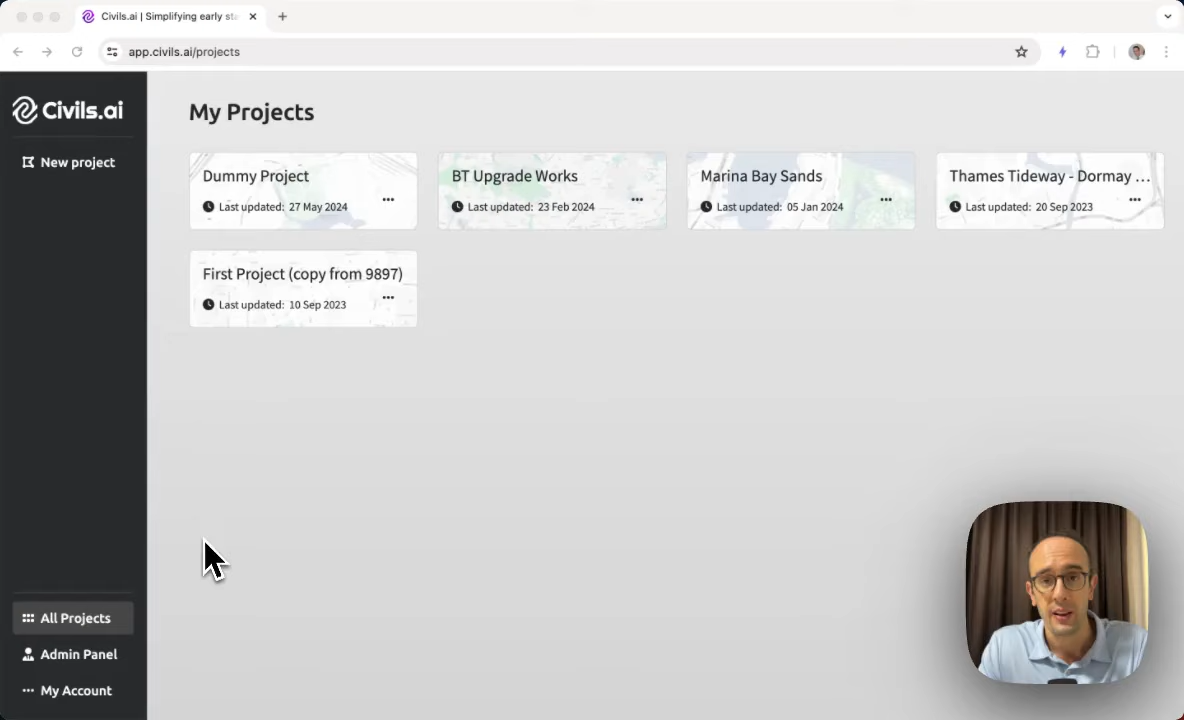 Civils.ai | Simplifying early sta
app.civils.ai/projects
Civils.ai
New project
My Projects
Dummy Project
Last updated: 27 May 2024
BT Upgrade Works
Last updated: 23 Feb 2024
Marina Bay Sands
Last updated: 05 Jan 2024
Thames Tideway - Dormay ...
Last updated: 20 Sep 2023
First Project (copy from 9897)
Last updated: 10 Sep 2023
All Projects
Admin Panel
My Account